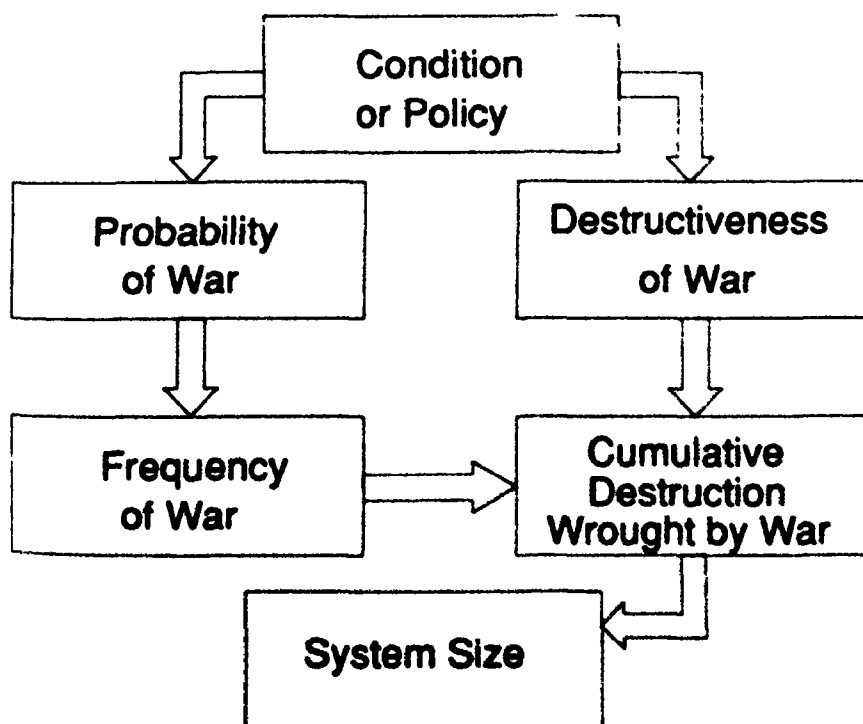 Condition
or Policy
Probability
of War
Destructiveness
of War
Frequency
of War
Cumulative
Destruction
Wrought by War
System Size